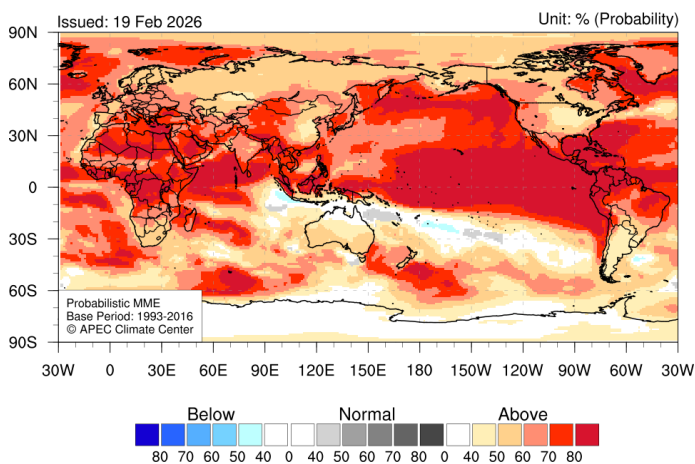 Issued: 19 Feb 2026
Unit: % (Probability)
90N
60N
30N
0
30S
60S
90S
Probabilistic MME
Base Period: 1993-2016
© APEC Climate Center
30W 0 30E 60E 90E 120E 150E 180 150W 120W 90W 60W 30W
Below Normal Above
80 70 60 50 40 0 40 50 60 70 80 0 40 50 60 70 80